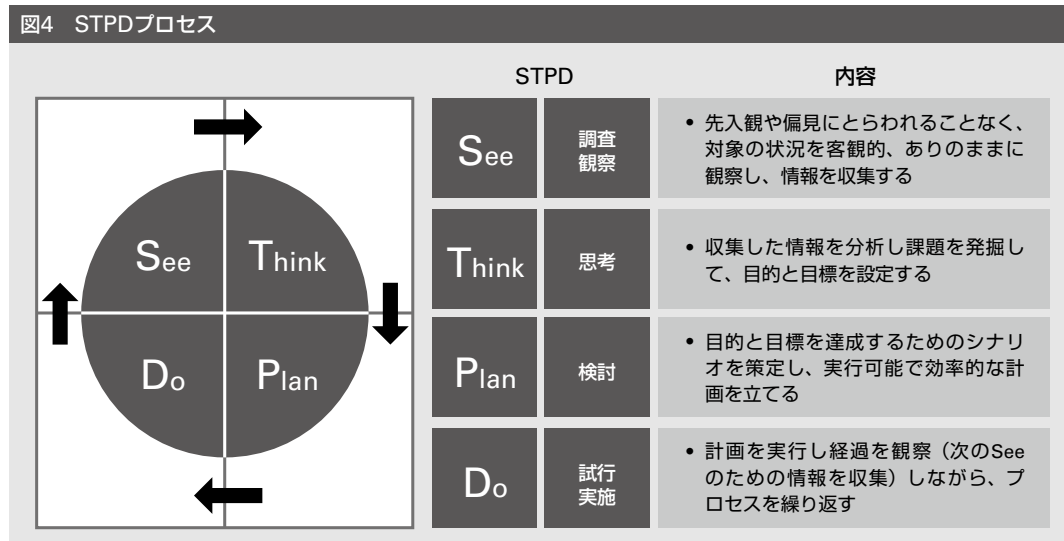 図4 STPDプロセス
STPD
内容
See
Think
Do
Plan
See
調査
観察
• 先入観や偏見にとらわれることなく、
対象の状況を客観的、ありのままに
観察し、情報を収集する
Think
思考
• 収集した情報を分析し課題を発掘し
て、目的と目標を設定する
Plan
検討
• 目的と目標を達成するためのシナリ
オを策定し、実行可能で効率的な計
画を立てる
Do
試行
実施
• 計画を実行し経過を観察（次のSee
のための情報を収集）しながら、プ
ロセスを繰り返す